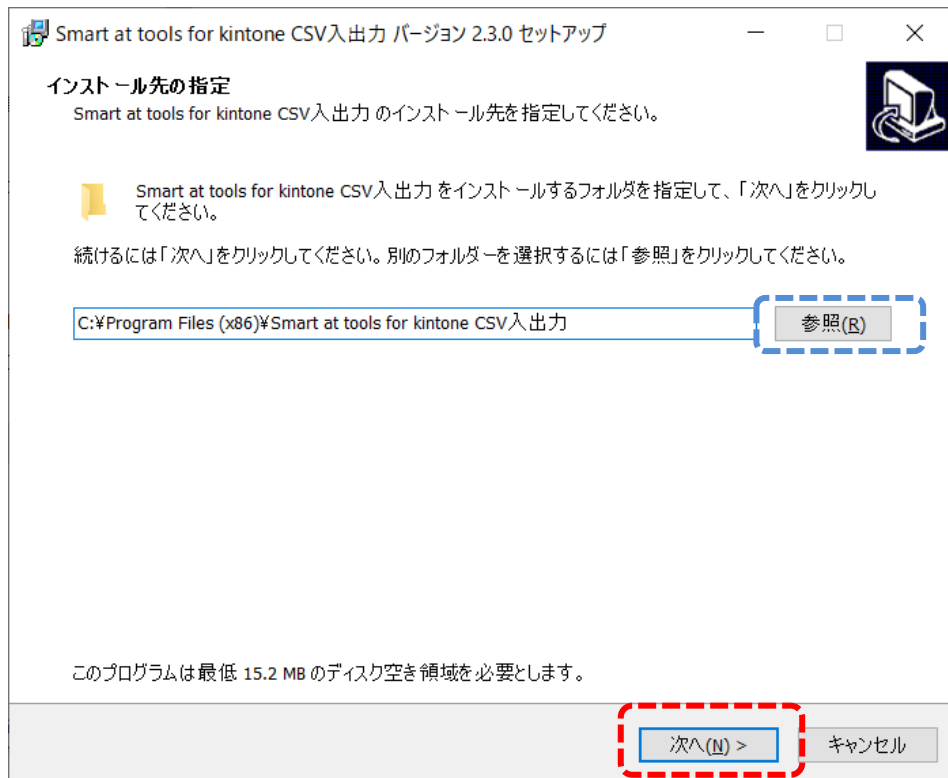 Smart at tools for kintone CSV入出力 バージョン 2.3.0 セットアップ
インストール先の指定
Smart at tools for kintone CSV入出力 のインストール先を指定してください。
Smart at tools for kintone CSV入出力 をインストールするフォルダを指定して、「次へ」をクリックし
てください。
続けるには「次へ」をクリックしてください。別のフォルダーを選択するには「参照」をクリックしてください。
C:¥Program Files (x86)¥Smart at tools for kintone CSV入出力
参照(R)
このプログラムは最低 15.2 MB のディスク空き領域を必要とします。
次へ(N) >
キャンセル